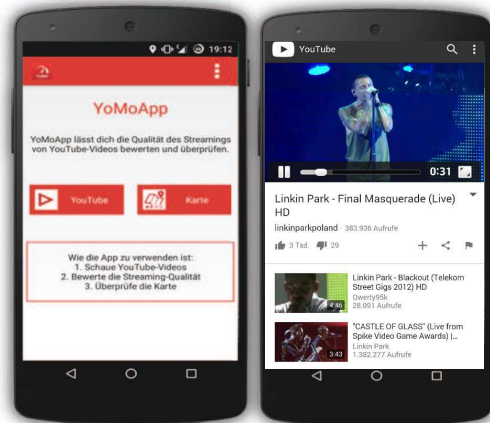 19:12
YoMoApp
YoMoApp lässt dich die Qualität des Streamings
von YouTube-Videos bewerten und überprüfen.
YouTube
Karte
Wie die App zu verwenden ist:
1. Schaue YouTube-Videos
2. Bewerte die Streaming-Qualität
3. Überprüfe die Karte
YouTube
0:31
Linkin Park - Final Masquerade (Live)
HD
linkinparkpoland · 383.936 Aufrufe
3 Tsd. 29
Linkin Park - Blackout (Telekom
Street Gigs 2012) HD
Qwerty95k
28.091 Aufrufe
4:46
"CASTLE OF GLASS" (Live from
Spike Video Game Awards) |...
Linkin Park
1.382.277 Aufrufe
3:43